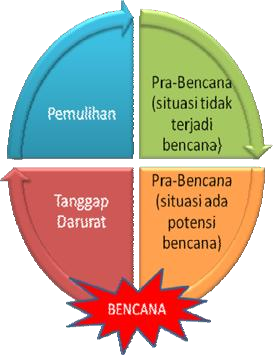 Pemulihan
Pra-Bencana
(situasi tidak
terjadi
bencana}
Tanggap
Darurat
Pra-Bencana
(situasi ada
potensi
bencana}
BENCANA